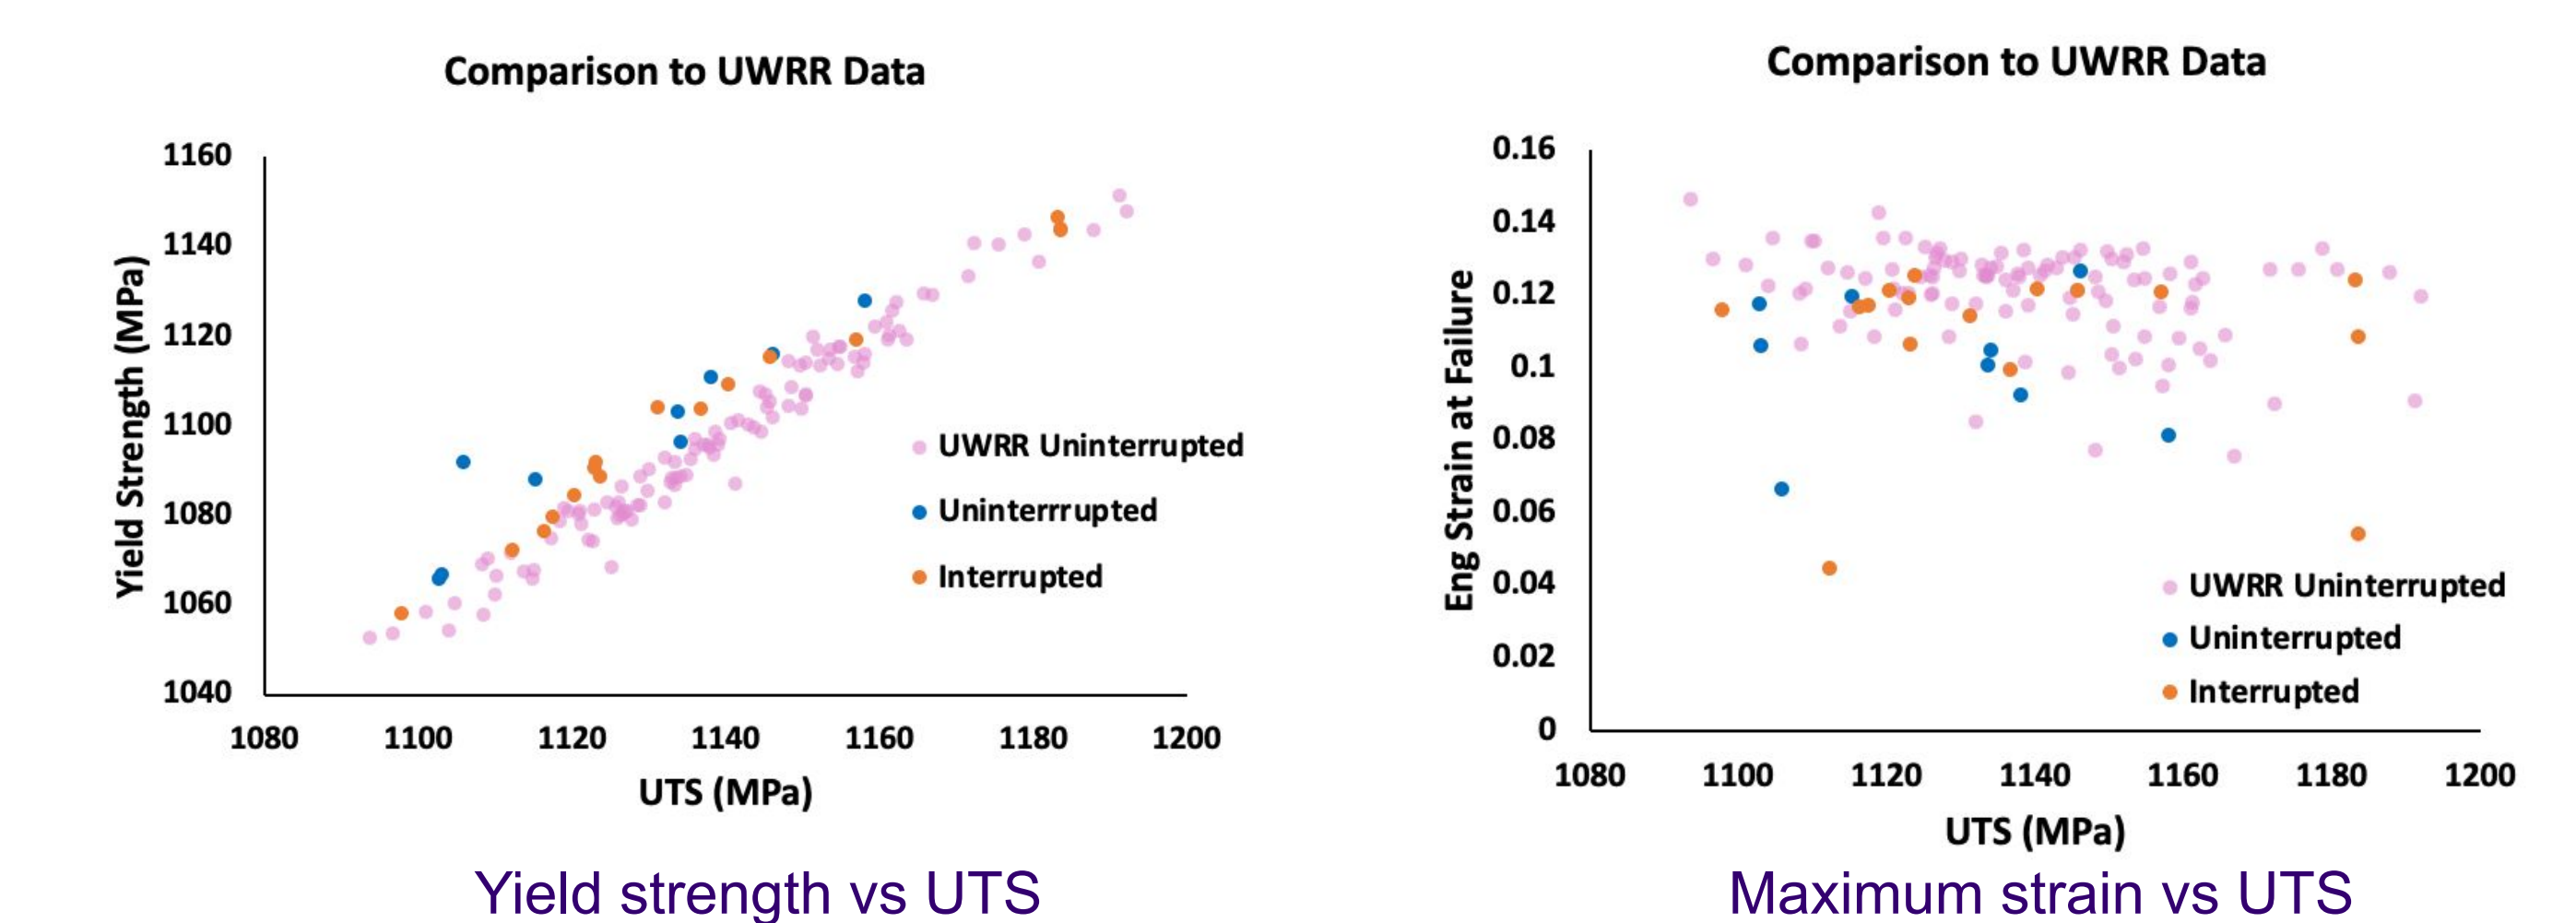 Comparison to UWRR Data
Yield Strength (MPa)
1160
1140
1120
1100
1080
1060
1040
1080 1100 1120 1140 1160 1180 1200
UTS (MPa)
UWRR Uninterrupted
Uninterrrupted
Interrupted
Yield strength vs UTS
Comparison to UWRR Data
Eng Strain at Failure
0.16
0.14
0.12
0.1
0.08
0.06
0.04
0.02
0
1080 1100 1120 1140 1160 1180 1200
UTS (MPa)
UWRR Uninterrupted
Uninterrupted
Interrupted
Maximum strain vs UTS